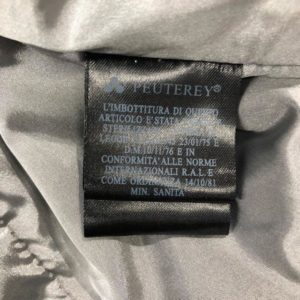 PEUTEREY®
L'IMBOTTITURA DI QUESTO
ARTICOLO È STATA
23/01/75 E
D.M. 10/11/76 E IN
CONFORMITÀ ALLE NORME
INTERNAZIONALI R.A.L. E
COME ORDINANZA 14/10/81
MIN. SANITA